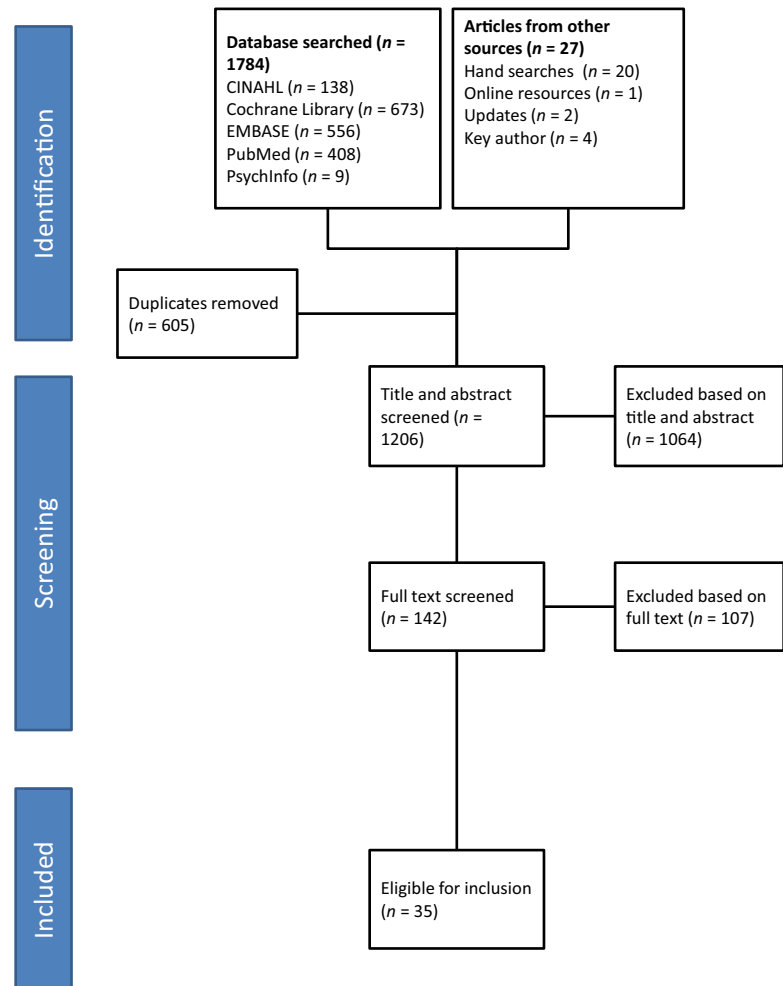 Identification
Database searched (n =
1784)
CINAHL (n = 138)
Cochrane Library (n = 673)
EMBASE (n = 556)
PubMed (n = 408)
PsychInfo (n = 9)
Articles from other
sources (n = 27)
Hand searches (n = 20)
Online resources (n = 1)
Updates (n = 2)
Key author (n = 4)
Duplicates removed
(n = 605)
Screening
Title and abstract
screened (n =
1206)
Excluded based on
title and abstract
(n = 1064)
Full text screened
(n = 142)
Excluded based on
full text (n = 107)
Included
Eligible for inclusion
(n = 35)